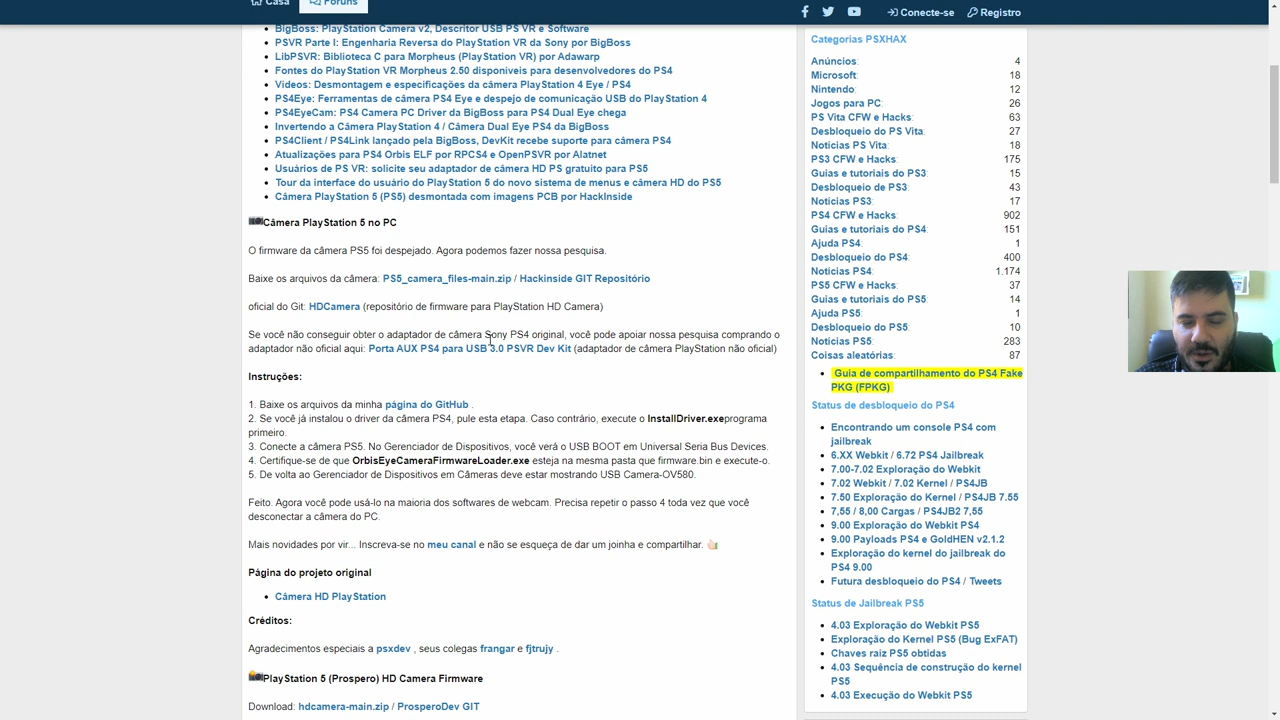 Casa Fóruns Conecte-se Registro
BigBoss: PlayStation Camera v2, Descritor USB PS VR e Software
PSVR Parte I: Engenharia Reversa do PlayStation VR da Sony por BigBoss
LibPSVR: Biblioteca C para Morpheus (PlayStation VR) por Adawarp
Fontes do PlayStation VR Morpheus 2.50 disponíveis para desenvolvedores do PS4
Vídeos: Desmontagem e especificações da câmera PlayStation 4 Eye / PS4
PS4Eye: Ferramentas de câmera PS4 Eye e despejo de comunicação USB do PlayStation 4
PS4EyeCam: PS4 Camera PC Driver da BigBoss para PS4 Dual Eye chega
Invertendo a Câmera PlayStation 4 / Câmera Dual Eye PS4 da BigBoss
PS4Client / PS4Link lançado pela BigBoss, DevKit recebe suporte para câmera PS4
Atualizações para PS4 Orbis ELF por RPCS4 e OpenPSVR por Alatnet
Usuários de PS VR: solicite seu adaptador de câmera HD PS gratuito para PS5
Tour da interface do usuário do PlayStation 5 do novo sistema de menus e câmera HD do PS5
Câmera PlayStation 5 (PS5) desmontada com imagens PCB por HackInside
Câmera PlayStation 5 no PC
O firmware da câmera PS5 foi despejado. Agora podemos fazer nossa pesquisa.
Baixe os arquivos da câmera: PS5_camera_files-main.zip / Hackinside GIT Repositório
oficial do Git: HDCamera (repositório de firmware para PlayStation HD Camera)
Se você não conseguir obter o adaptador de câmera Sony PS4 original, você pode apoiar nossa pesquisa comprando o
adaptador não oficial aqui: Porta AUX PS4 para USB 3.0 PSVR Dev Kit (adaptador de câmera PlayStation não oficial)
Instruções:
1. Baixe os arquivos da minha página do GitHub .
2. Se você já instalou o driver da câmera PS4, pule esta etapa. Caso contrário, execute o InstallDriver.exeprograma
primeiro.
3. Conecte a câmera PS5. No Gerenciador de Dispositivos, você verá o USB BOOT em Universal Seria Bus Devices.
4. Certifique-se de que OrbisEyeCameraFirmwareLoader.exe esteja na mesma pasta que firmware.bin e execute-o.
5. De volta ao Gerenciador de Dispositivos em Câmeras deve estar mostrando USB Camera-OV580.
Feito. Agora você pode usá-lo na maioria dos softwares de webcam. Precisa repetir o passo 4 toda vez que você
desconectar a câmera do PC.
Mais novidades por vir... Inscreva-se no meu canal e não se esqueça de dar um joinha e compartilhar.
Página do projeto original
Câmera HD PlayStation
Créditos:
Agradecimentos especiais a psxdev , seus colegas frangar e fjtrujy .
PlayStation 5 (Prospero) HD Camera Firmware
Download: hdcamera-main.zip / ProsperoDev GIT
Categorias PSXHAX
Anúncios: 4
Microsoft: 18
Nintendo: 12
Jogos para PC: 26
PS Vita CFW e Hacks: 63
Desbloqueio do PS Vita: 27
Notícias PS Vita: 18
PS3 CFW e Hacks: 175
Guias e tutoriais do PS3: 15
Desbloqueio de PS3: 43
Notícias PS3: 17
PS4 CFW e Hacks: 902
Guias e tutoriais do PS4: 151
Ajuda PS4: 1
Desbloqueio do PS4: 400
Notícias PS4: 1.174
PS5 CFW e Hacks: 37
Guias e tutoriais do PS5: 14
Ajuda PS5: 1
Desbloqueio do PS5: 10
Notícias PS5: 283
Coisas aleatórias: 87
Guia de compartilhamento do PS4 Fake
PKG (FPKG)
Status de desbloqueio do PS4
Encontrando um console PS4 com
jailbreak
6.XX Webkit / 6.72 PS4 Jailbreak
7.00-7.02 Exploração do Webkit
7.02 Webkit / 7.02 Kernel / PS4JB
7.50 Exploração do Kernel / PS4JB 7.55
7,55 / 8,00 Cargas / PS4JB2 7,55
9.00 Exploração do Webkit PS4
9.00 Payloads PS4 e GoldHEN v2.1.2
Exploração do kernel do jailbreak do
PS4 9.00
Futura desbloqueio do PS4 / Tweets
Status de Jailbreak PS5
4.03 Exploração do Webkit PS5
Exploração do Kernel PS5 (Bug ExFAT)
Chaves raiz PS5 obtidas
4.03 Sequência de construção do kernel
PS5
4.03 Execução do Webkit PS5